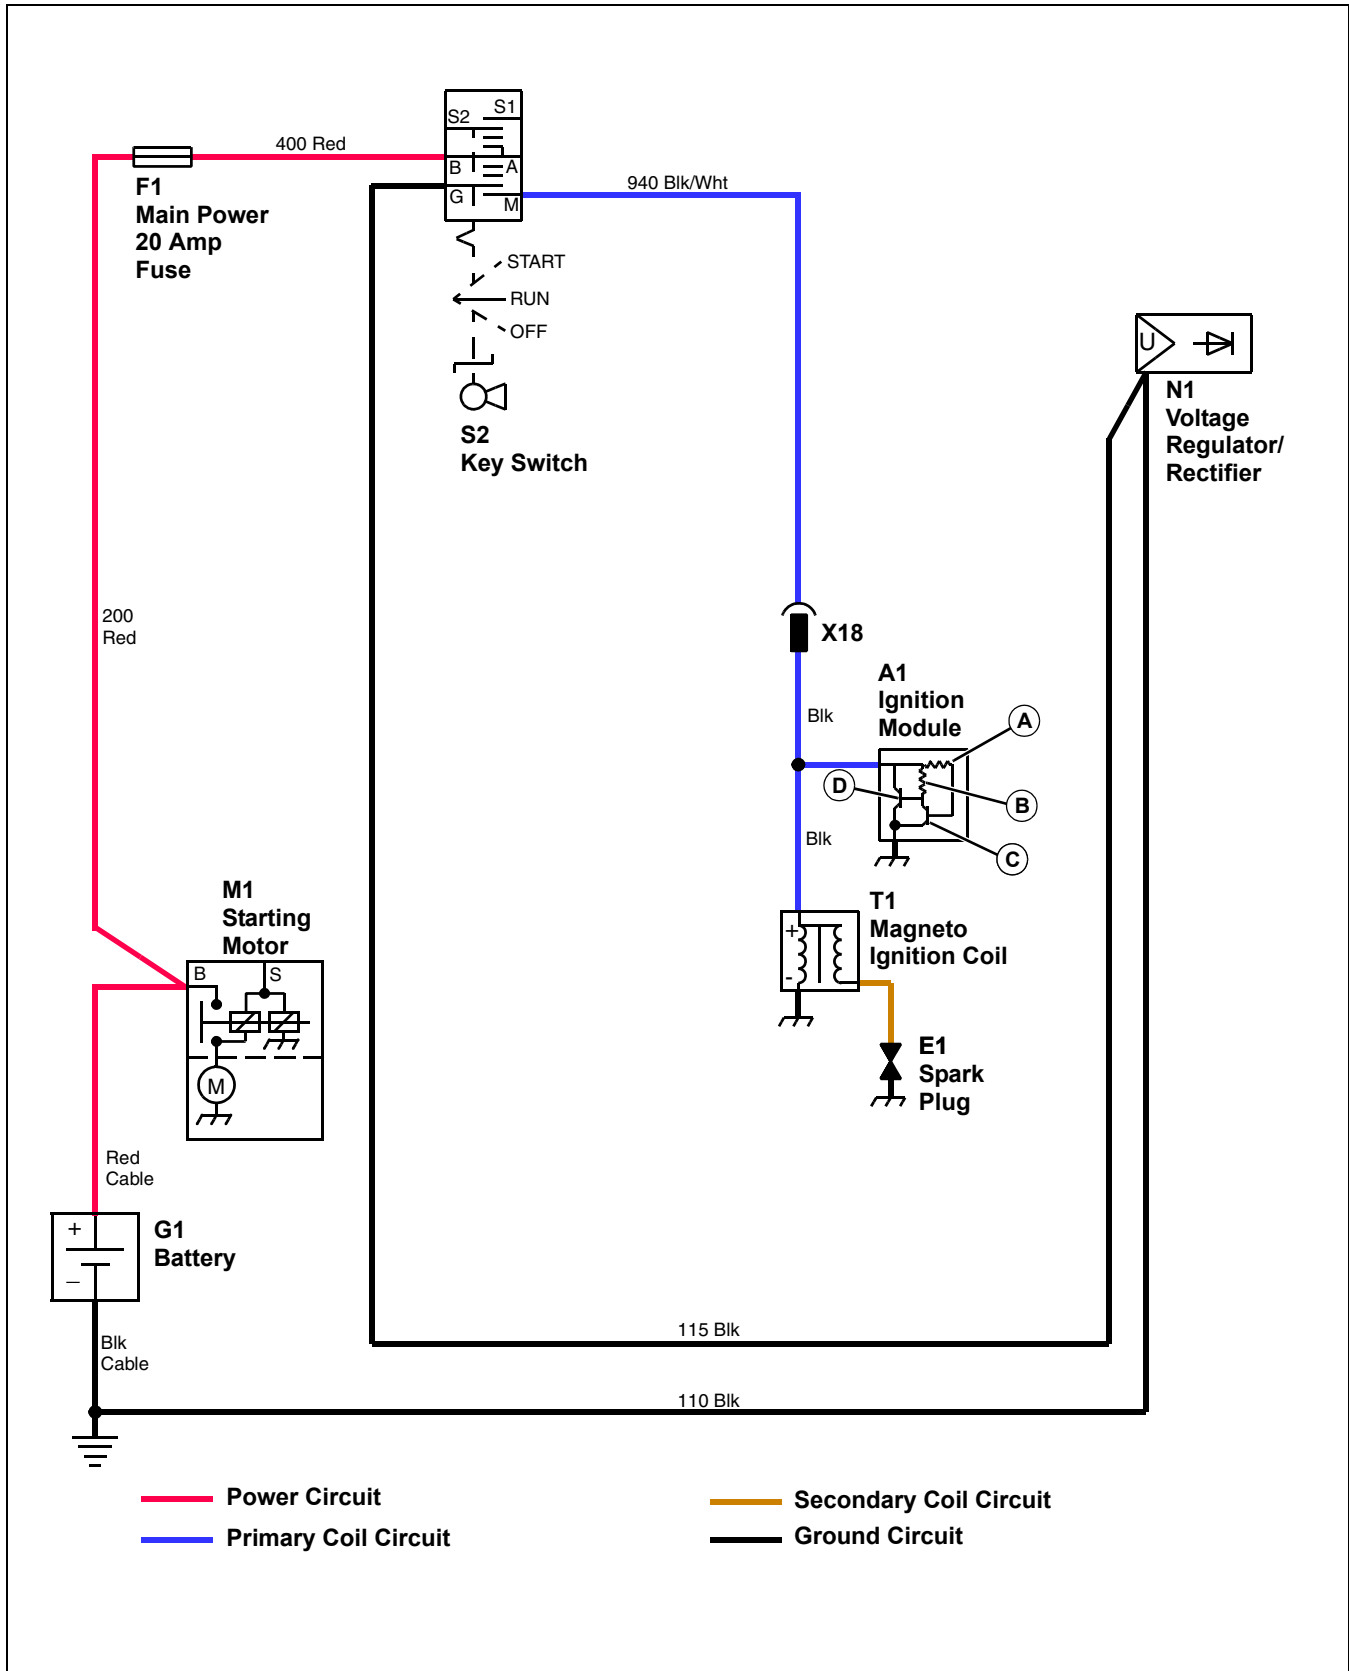 S1
S2
400 Red
B
A
G
M
940 Blk/Wht
F1
Main Power
20 Amp
Fuse
START
RUN
OFF
S2
Key Switch
U
N1
Voltage
Regulator/
Rectifier
200
Red
X18
A1
Ignition
Module
Blk
A
D
B
Blk
C
M1
Starting
Motor
B
S
M
T1
Magneto
Ignition Coil
+
-
E1
Spark
Plug
Red
Cable
+
–
G1
Battery
115 Blk
Blk
Cable
110 Blk
Power Circuit
Primary Coil Circuit
Secondary Coil Circuit
Ground Circuit